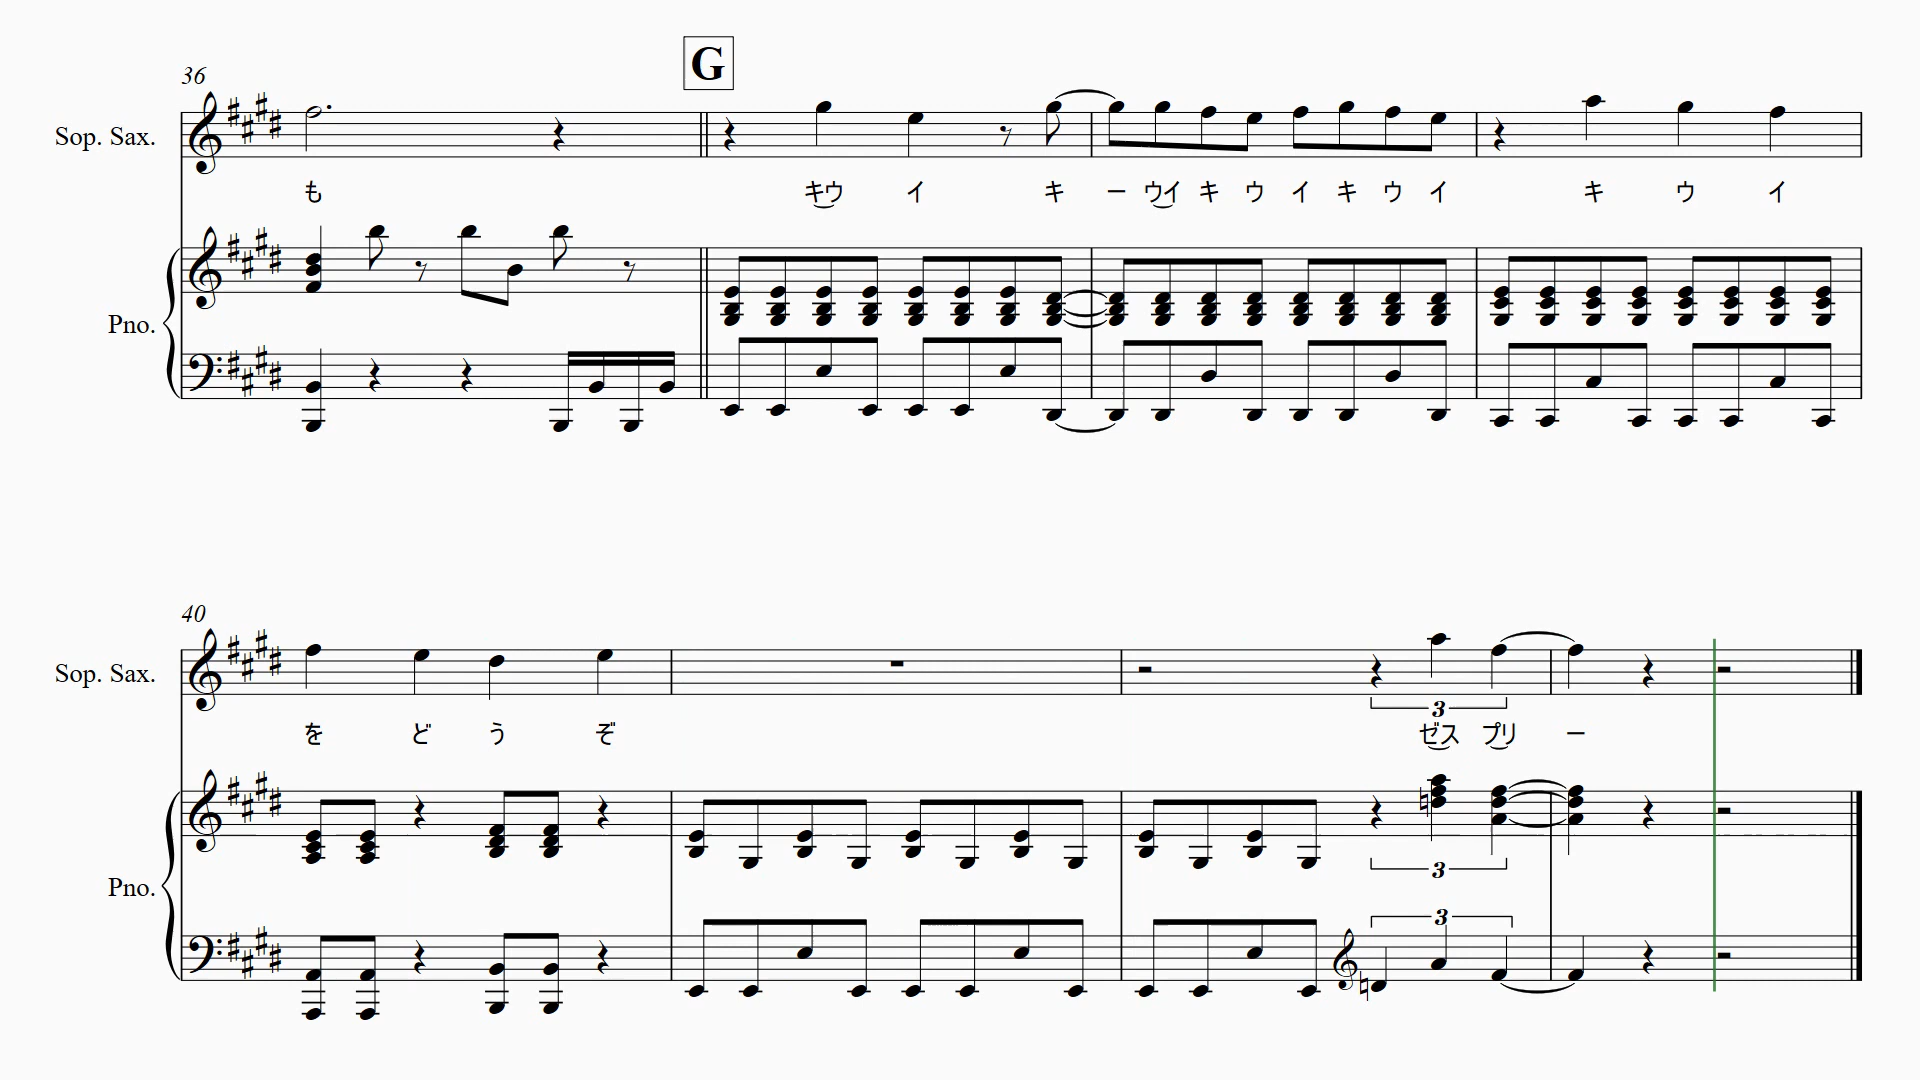 36
G
Sop. Sax.
も キウ イ キ ー ウイ キ ウ イ キ ウ イ キ ウ イ
Pno.
40
Sop. Sax.
3
を ど う ぞ ゼス プリ ー
Pno.
3
3